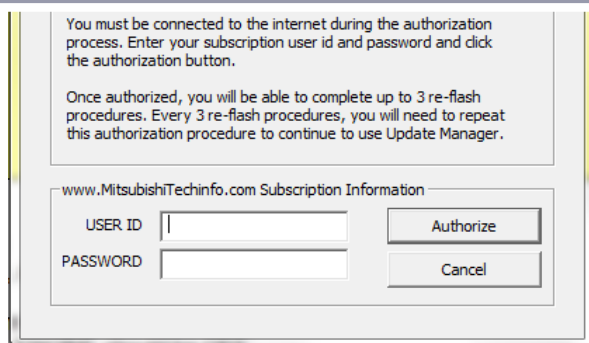 You must be connected to the internet during the authorization
process. Enter your subscription user id and password and click
the authorization button.
Once authorized, you will be able to complete up to 3 re-flash
procedures. Every 3 re-flash procedures, you will need to repeat
this authorization procedure to continue to use Update Manager.
www.MitsubishiTechinfo.com Subscription Information
USER ID
Authorize
PASSWORD
Cancel